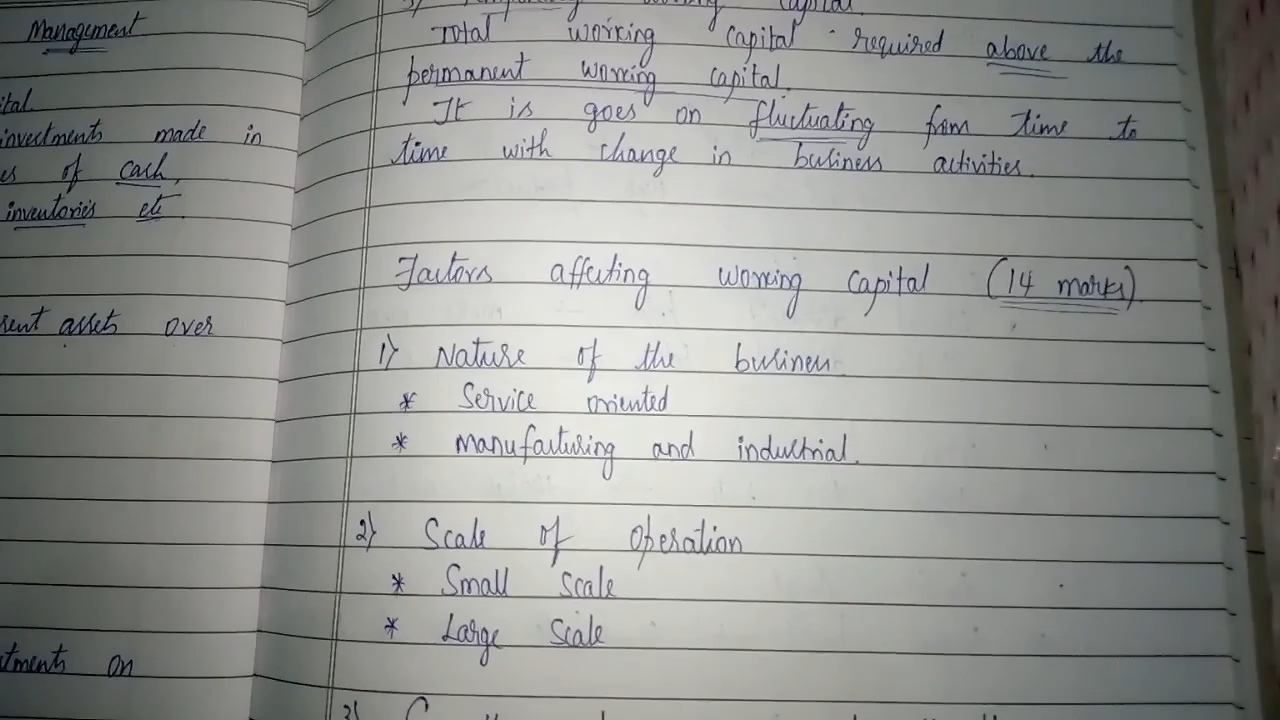 Management
ital
investments made in
es of cash,
inventories etc
rent assets over
tments on
working capital
Total working capital required above the
permanent working capital.
It is goes on fluctuating from time to
time with change in business activities.
Factors affecting working capital (14 marks)
1) Nature of the business
* Service oriented
* Manufacturing and industrial.
2) Scale of operation
* Small scale
* Large scale